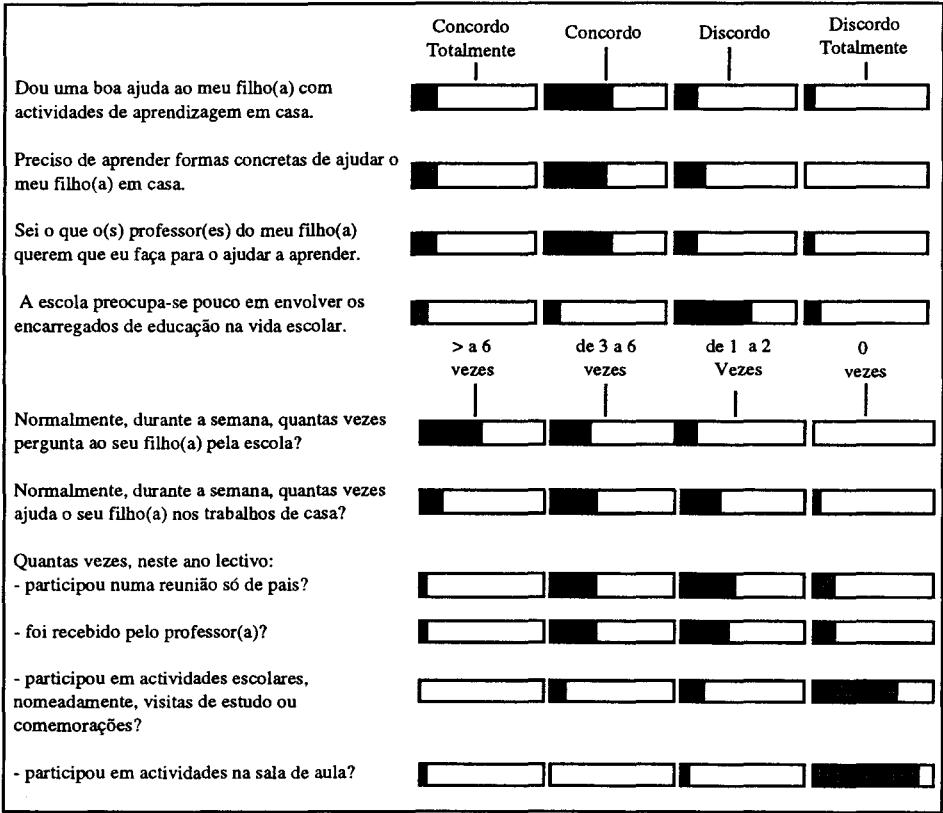 Concordo Totalmente
Concordo
Discordo
Discordo Totalmente
Dou uma boa ajuda ao meu filho(a) com
actividades de aprendizagem em casa.
Preciso de aprender formas concretas de ajudar o
meu filho(a) em casa.
Sei o que o(s) professor(es) do meu filho(a)
querem que eu faça para o ajudar a aprender.
A escola preocupa-se pouco em envolver os
encarregados de educação na vida escolar.
> a 6 vezes
de 3 a 6 vezes
de 1 a 2 Vezes
0 vezes
Normalmente, durante a semana, quantas vezes
pergunta ao seu filho(a) pela escola?
Normalmente, durante a semana, quantas vezes
ajuda o seu filho(a) nos trabalhos de casa?
Quantas vezes, neste ano lectivo:
- participou numa reunião só de pais?
- foi recebido pelo professor(a)?
- participou em actividades escolares,
nomeadamente, visitas de estudo ou
comemorações?
- participou em actividades na sala de aula?